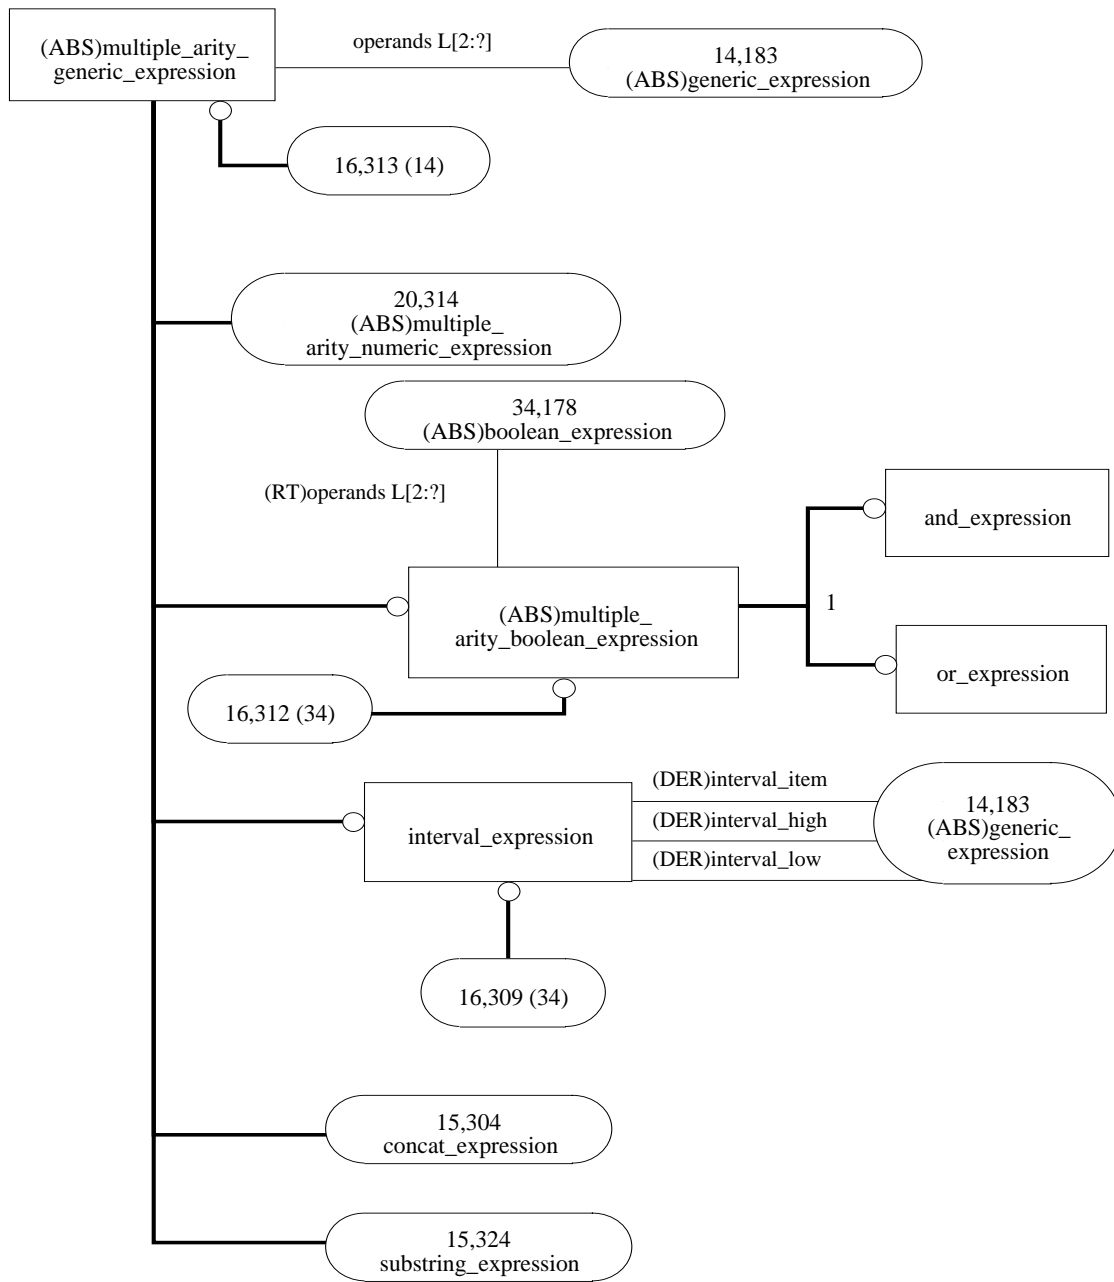 (ABS)multiple_arity_
generic_expression
operands L[2:?]
14,183
(ABS)generic_expression
16,313 (14)
20,314
(ABS)multiple_
arity_numeric_expression
34,178
(ABS)boolean_expression
(RT)operands L[2:?]
and_expression
(ABS)multiple_
arity_boolean_expression
1
or_expression
16,312 (34)
interval_expression
(DER)interval_item
(DER)interval_high
(DER)interval_low
14,183
(ABS)generic_
expression
16,309 (34)
15,304
concat_expression
15,324
substring_expression